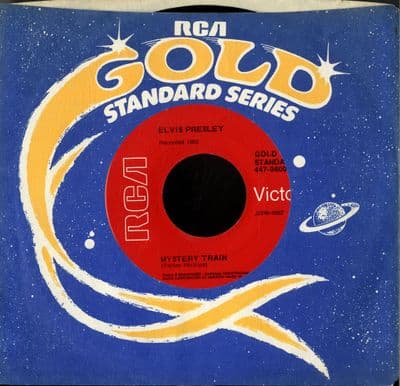 RCA
GOLD
STANDARD SERIES
ELVIS PRESLEY
Recorded 1955
GOLD
STANDA
447-0600
Victo
RCA
MYSTERY TRAIN